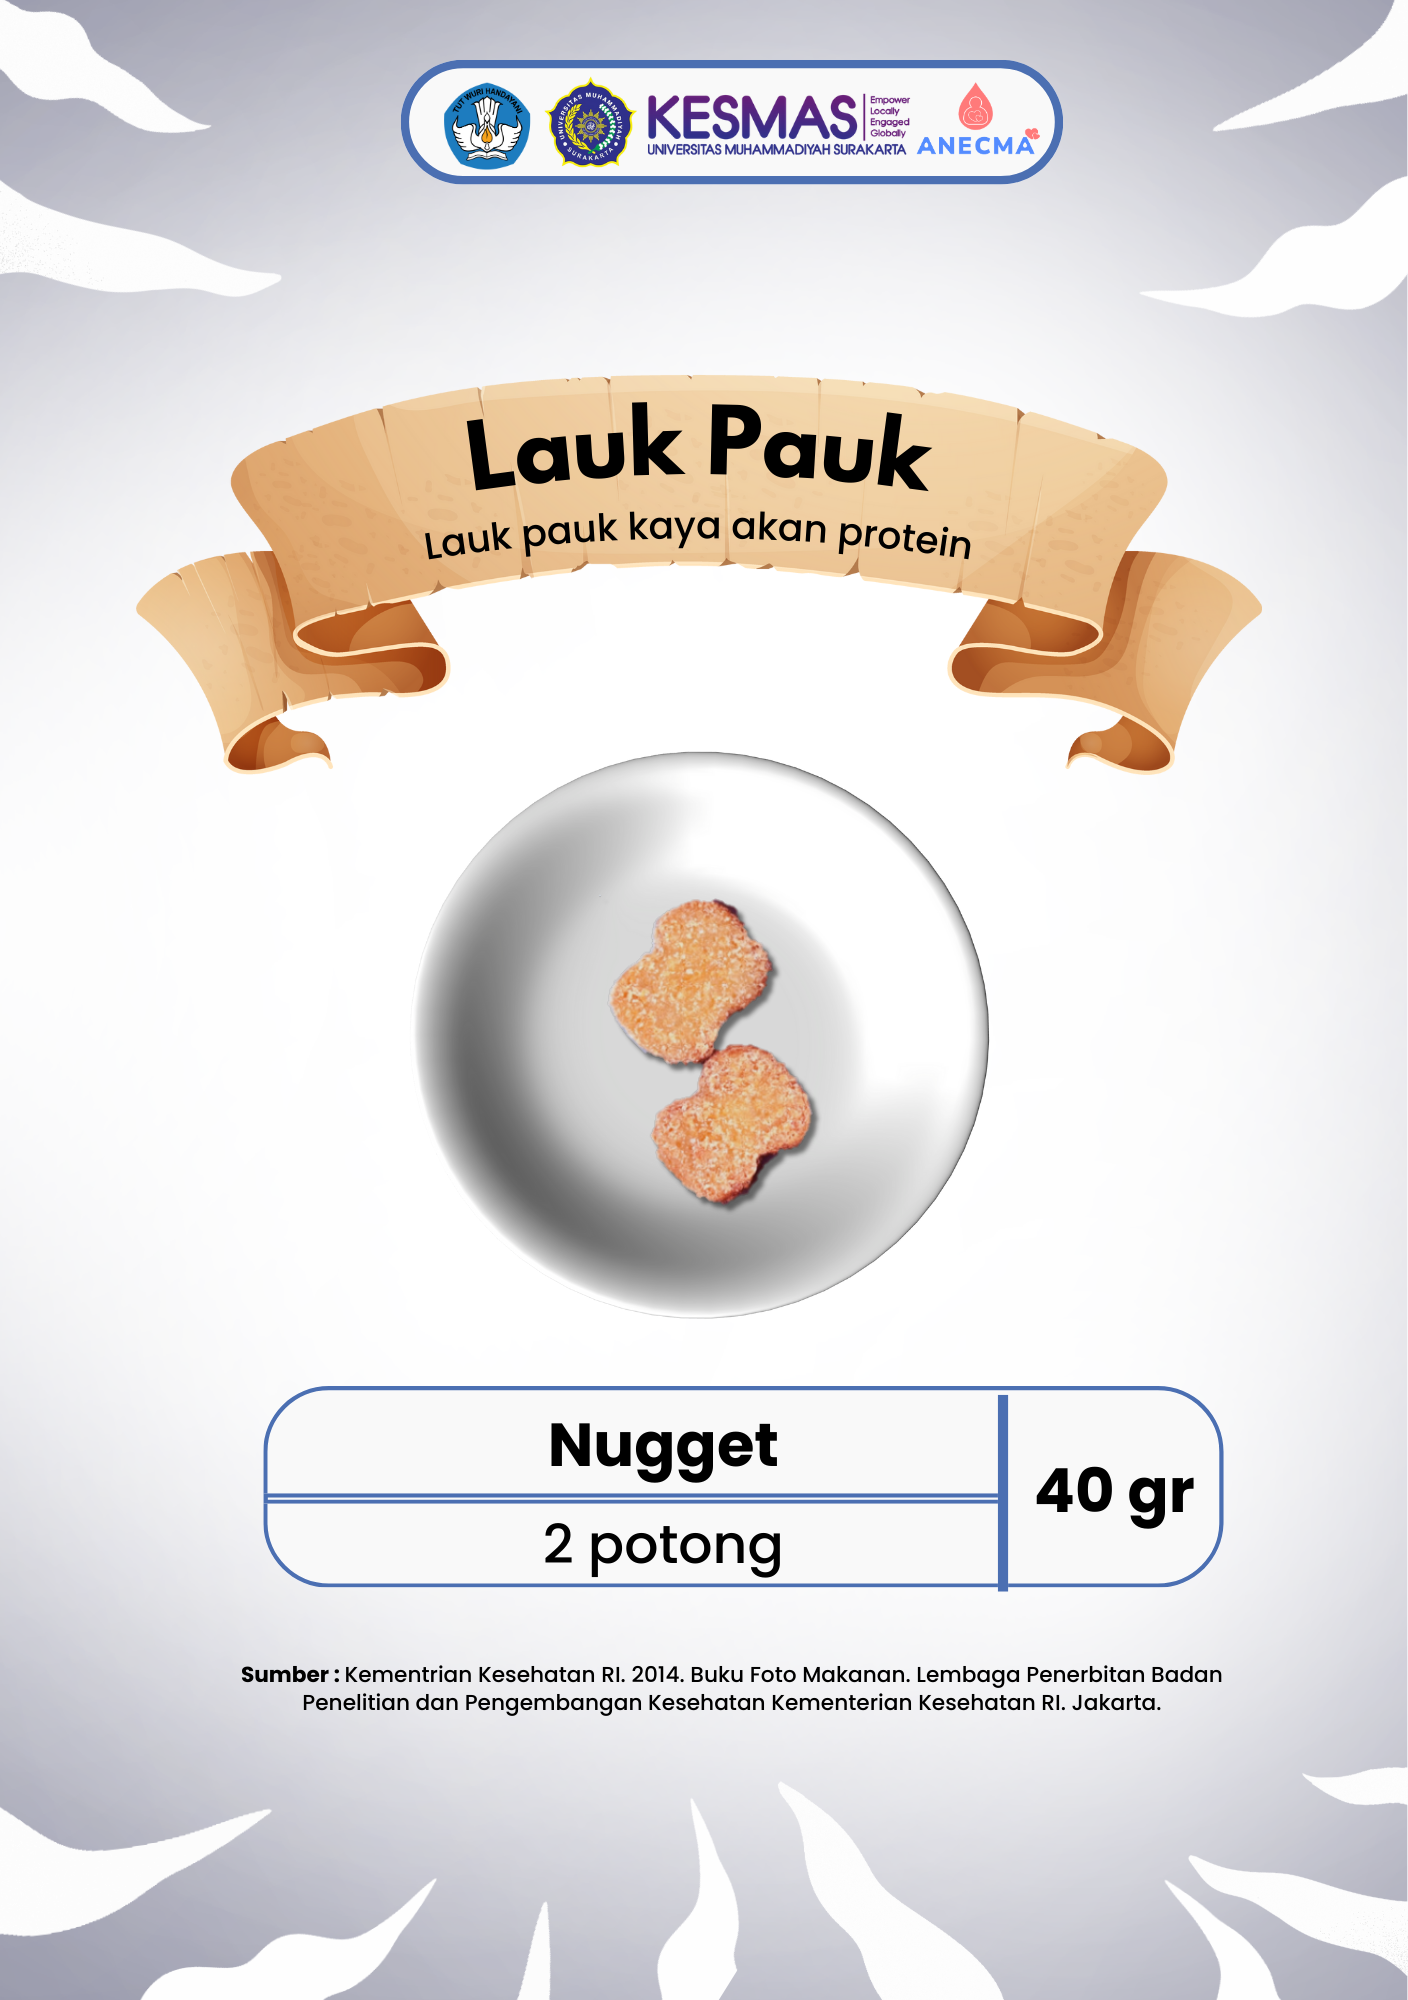 TUT WURI HANDAYANI
UNIVERSITAS MUHAMMADIYAH
SURAKARTA
KESMAS
Empower
Locally
Engaged
Globally
UNIVERSITAS MUHAMMADIYAH SURAKARTA
ANECMA
Lauk Pauk
Lauk pauk kaya akan protein
Nugget
40 gr
2 potong
Sumber : Kementrian Kesehatan RI. 2014. Buku Foto Makanan. Lembaga Penerbitan Badan
Penelitian dan Pengembangan Kesehatan Kementerian Kesehatan RI. Jakarta.